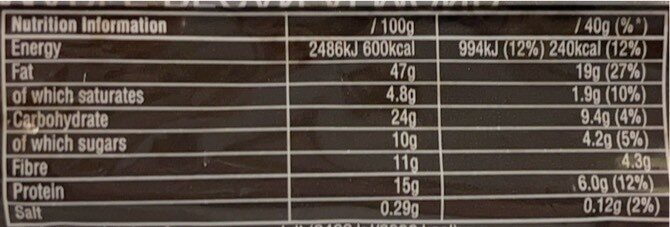 Nutrition Information / 100g / 40g (%*)
Energy 2486kJ 600kcal 994kJ (12%) 240kcal (12%)
Fat 47g 19g (27%)
of which saturates 4.8g 1.9g (10%)
Carbohydrate 24g 9.4g (4%)
of which sugars 10g 4.2g (5%)
Fibre 11g 4.3g
Protein 15g 6.0g (12%)
Salt 0.29g 0.12g (2%)